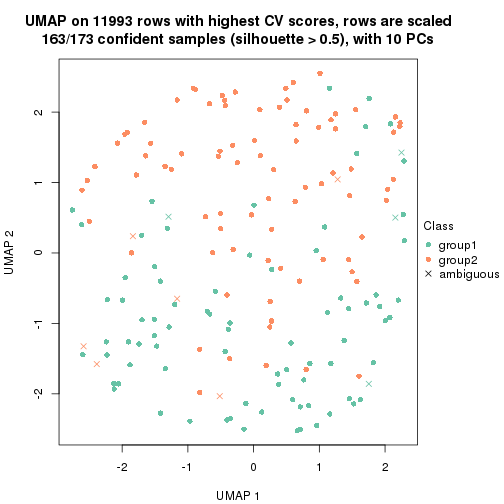 UMAP on 11993 rows with highest CV scores, rows are scaled
163/173 confident samples (silhouette > 0.5), with 10 PCs
2
1
0
-1
-2
UMAP 2
-2
-1
0
1
2
UMAP 1
Class
group1
group2
ambiguous